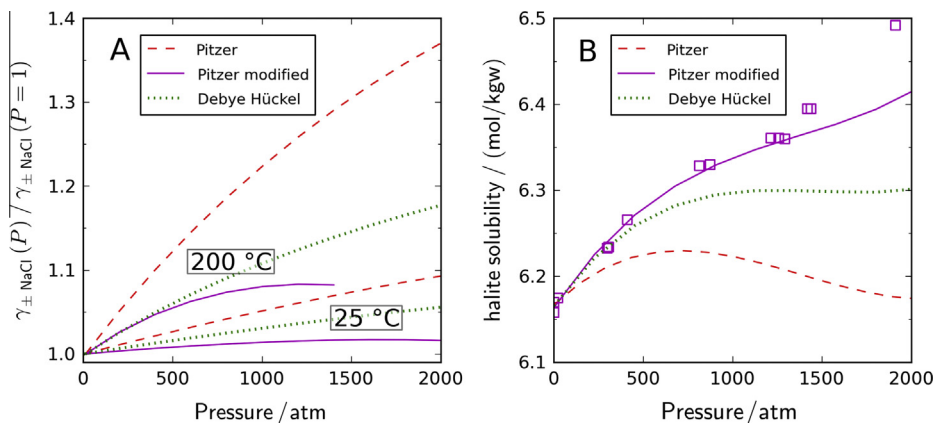 A
Pitzer
Pitzer modified
Debye Hückel
200 °C
25 °C
1.4
1.3
1.2
1.1
1.0
0
500
1000
1500
2000
Pressure / atm
γ± NaCl (P) / γ± NaCl (P = 1)
B
Pitzer
Pitzer modified
Debye Hückel
6.5
6.4
6.3
6.2
6.1
0
500
1000
1500
2000
Pressure / atm
halite solubility / (mol/kgw)